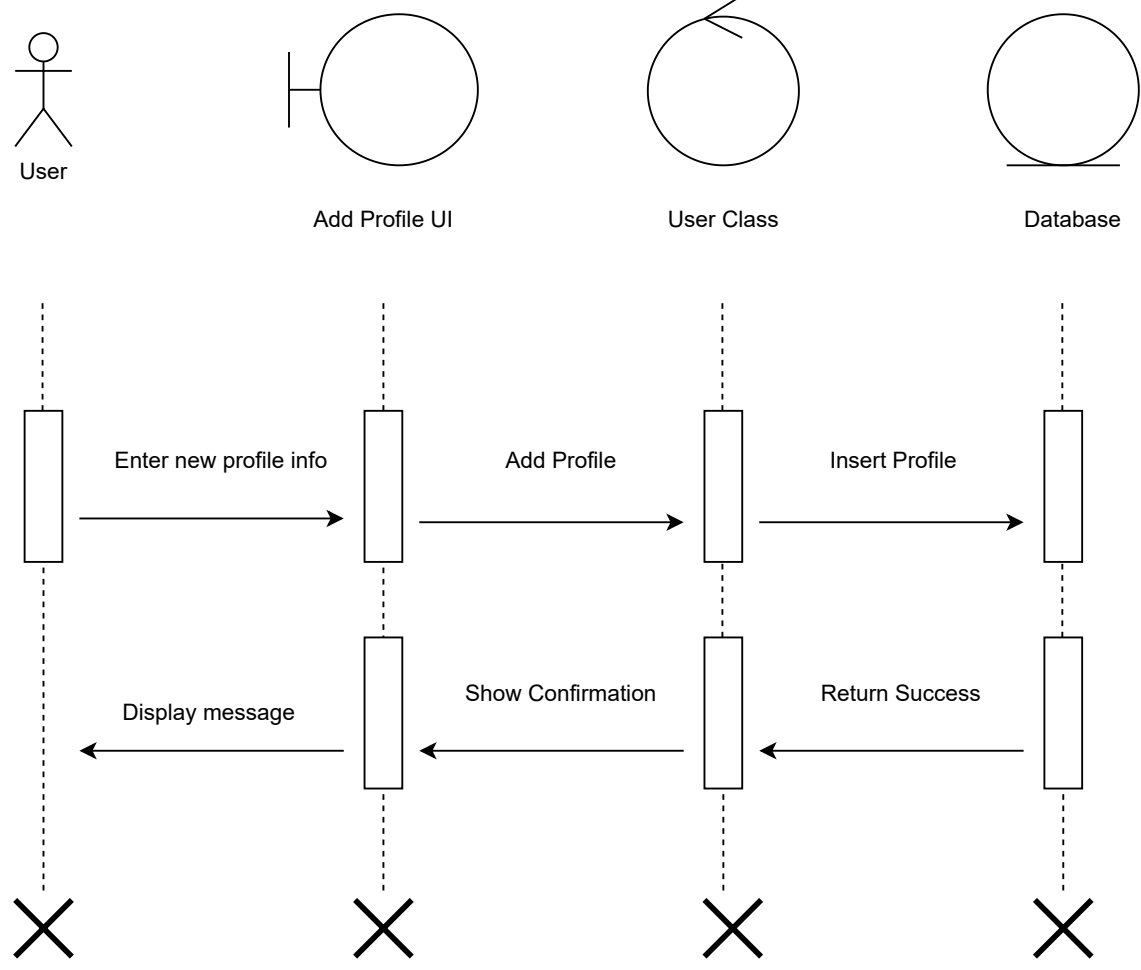 User
Add Profile UI
User Class
Database
Enter new profile info
Add Profile
Insert Profile
Display message
Show Confirmation
Return Success